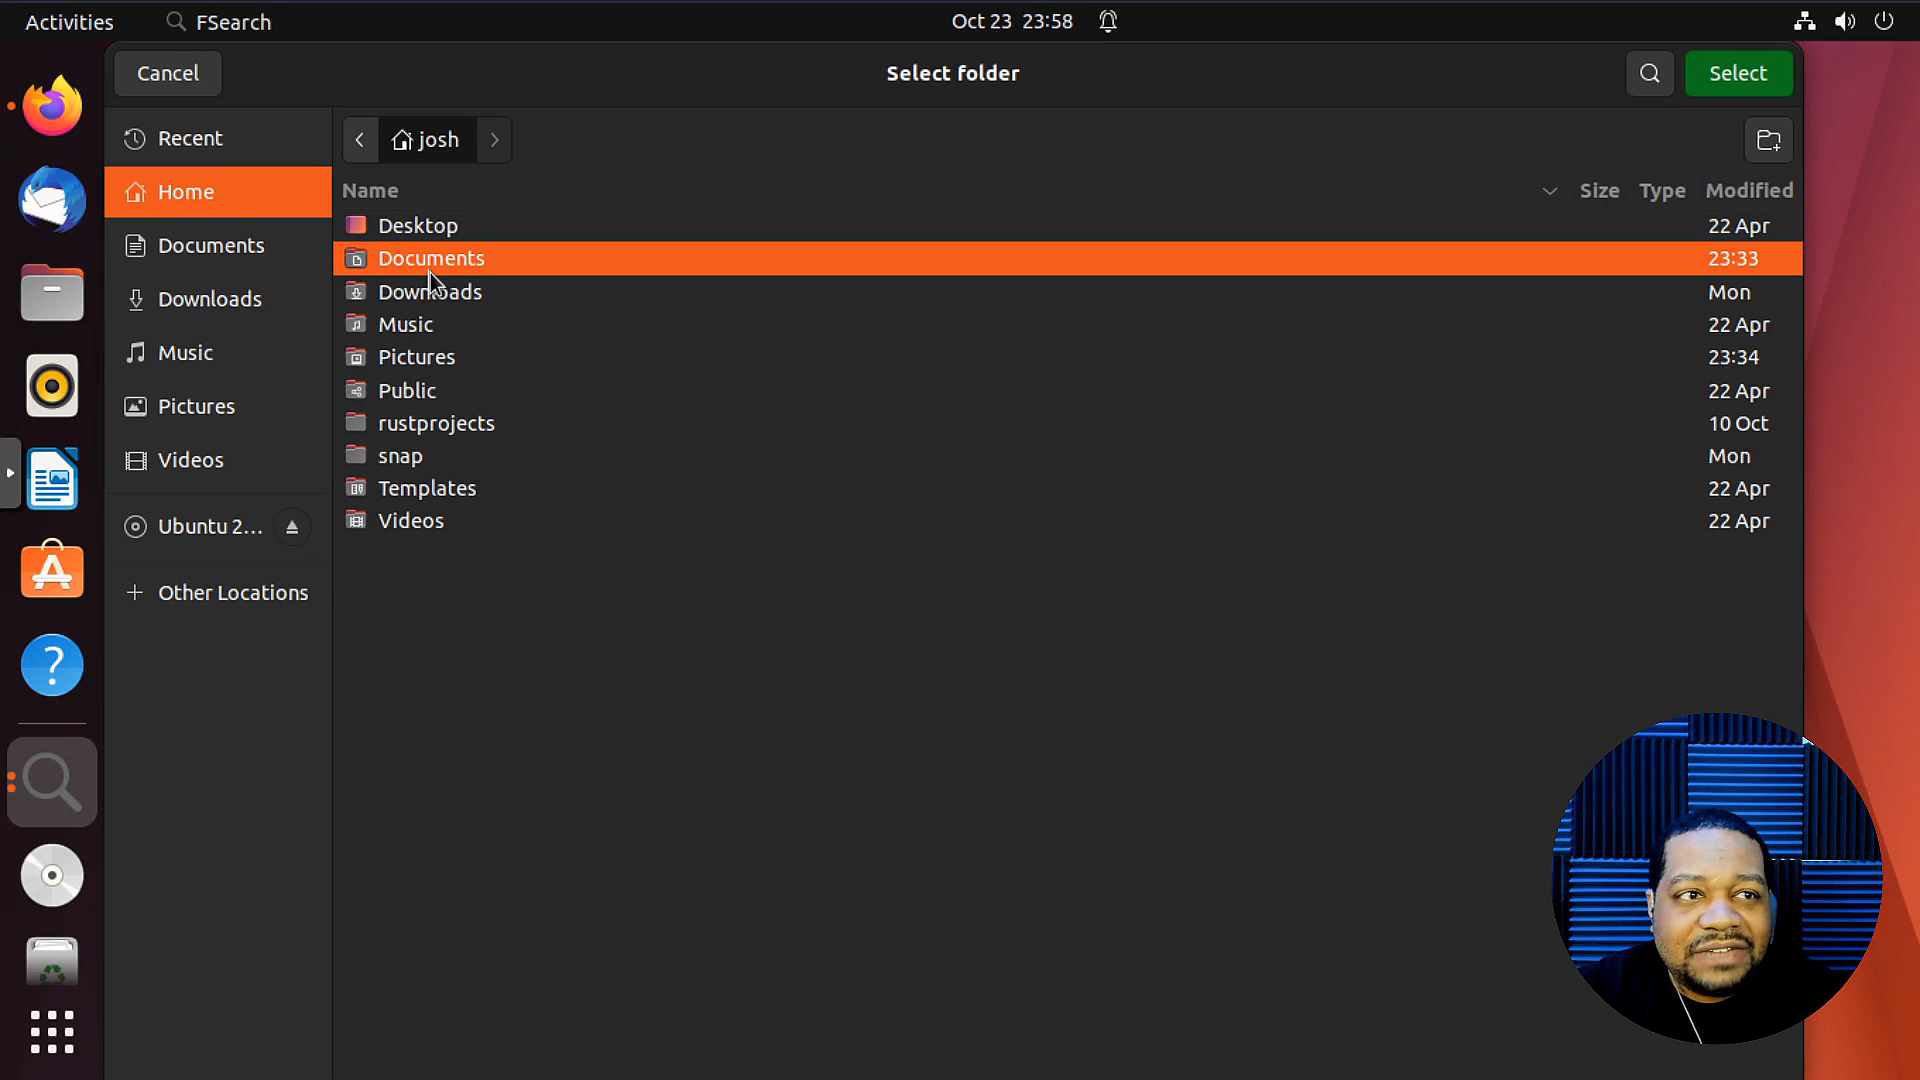 Activities FSearch Oct 23 23:58
Cancel Select folder Select
Recent
Home
Documents
Downloads
Music
Pictures
Videos
Ubuntu 2...
Other Locations
josh
Name Size Type Modified
Desktop 22 Apr
Documents 23:33
Downloads Mon
Music 22 Apr
Pictures 23:34
Public 22 Apr
rustprojects 10 Oct
snap Mon
Templates 22 Apr
Videos 22 Apr